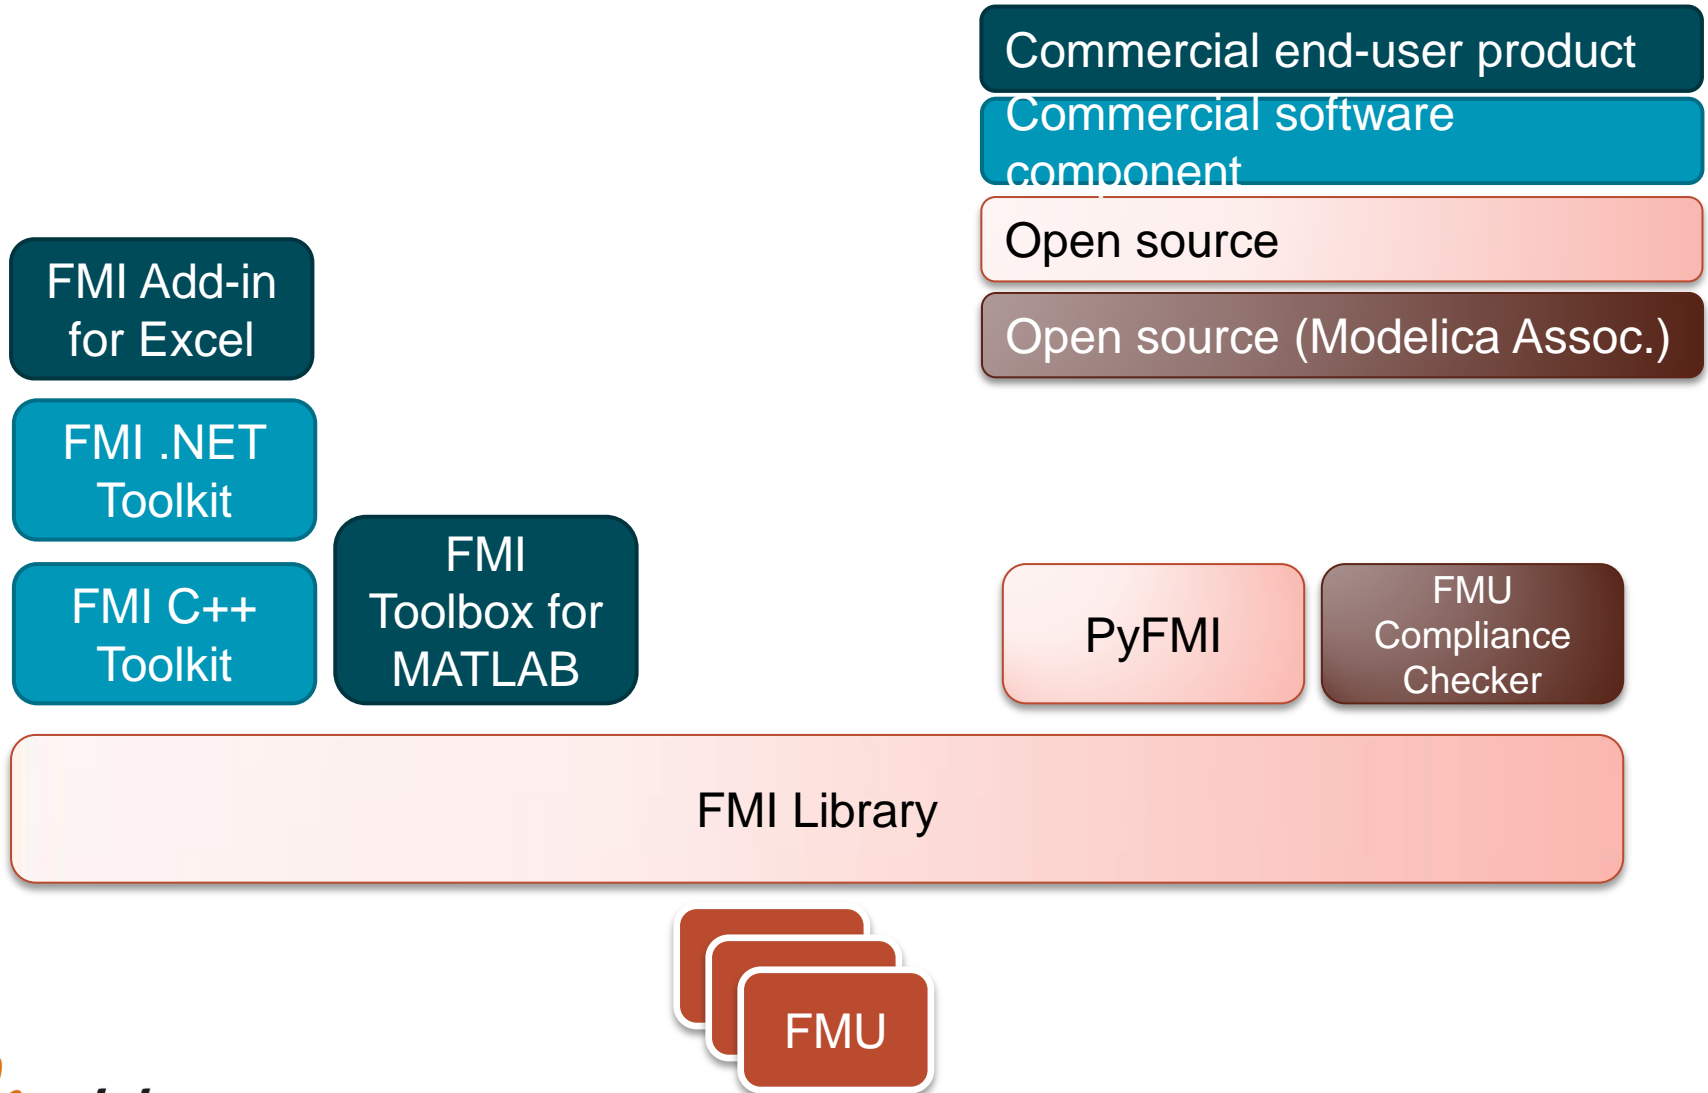 Commercial end-user product
Commercial software
component
Open source
Open source (Modelica Assoc.)
FMI Add-in
for Excel
FMI .NET
Toolkit
FMI C++
Toolkit
FMI
Toolbox for
MATLAB
PyFMI
FMU
Compliance
Checker
FMI Library
FMU